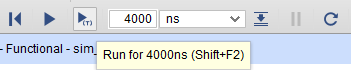 (T) 4000 ns
- Functional - sim_
Run for 4000ns (Shift+F2)